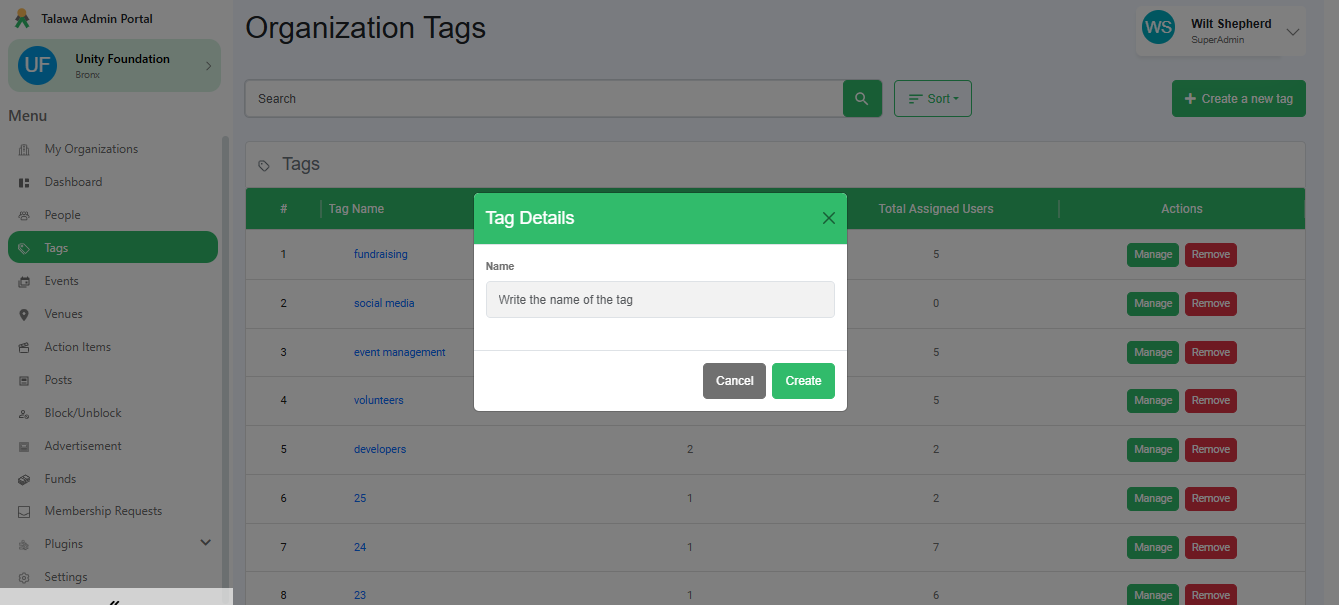 Talawa Admin Portal
UF
Unity Foundation
Bronx
Menu
My Organizations
Dashboard
People
Tags
Events
Venues
Action Items
Posts
Block/Unblock
Advertisement
Funds
Membership Requests
Plugins
Settings
Organization Tags
WS
Wilt Shepherd
SuperAdmin
Search
Sort
Create a new tag
Tags
# Tag Name Total Assigned Users Actions
1 fundraising 5 Manage Remove
2 social media 0 Manage Remove
3 event management 5 Manage Remove
4 volunteers 5 Manage Remove
5 developers 2 2 Manage Remove
6 25 1 2 Manage Remove
7 24 1 7 Manage Remove
8 23 1 6 Manage Remove
Tag Details
Name
Write the name of the tag
Cancel Create